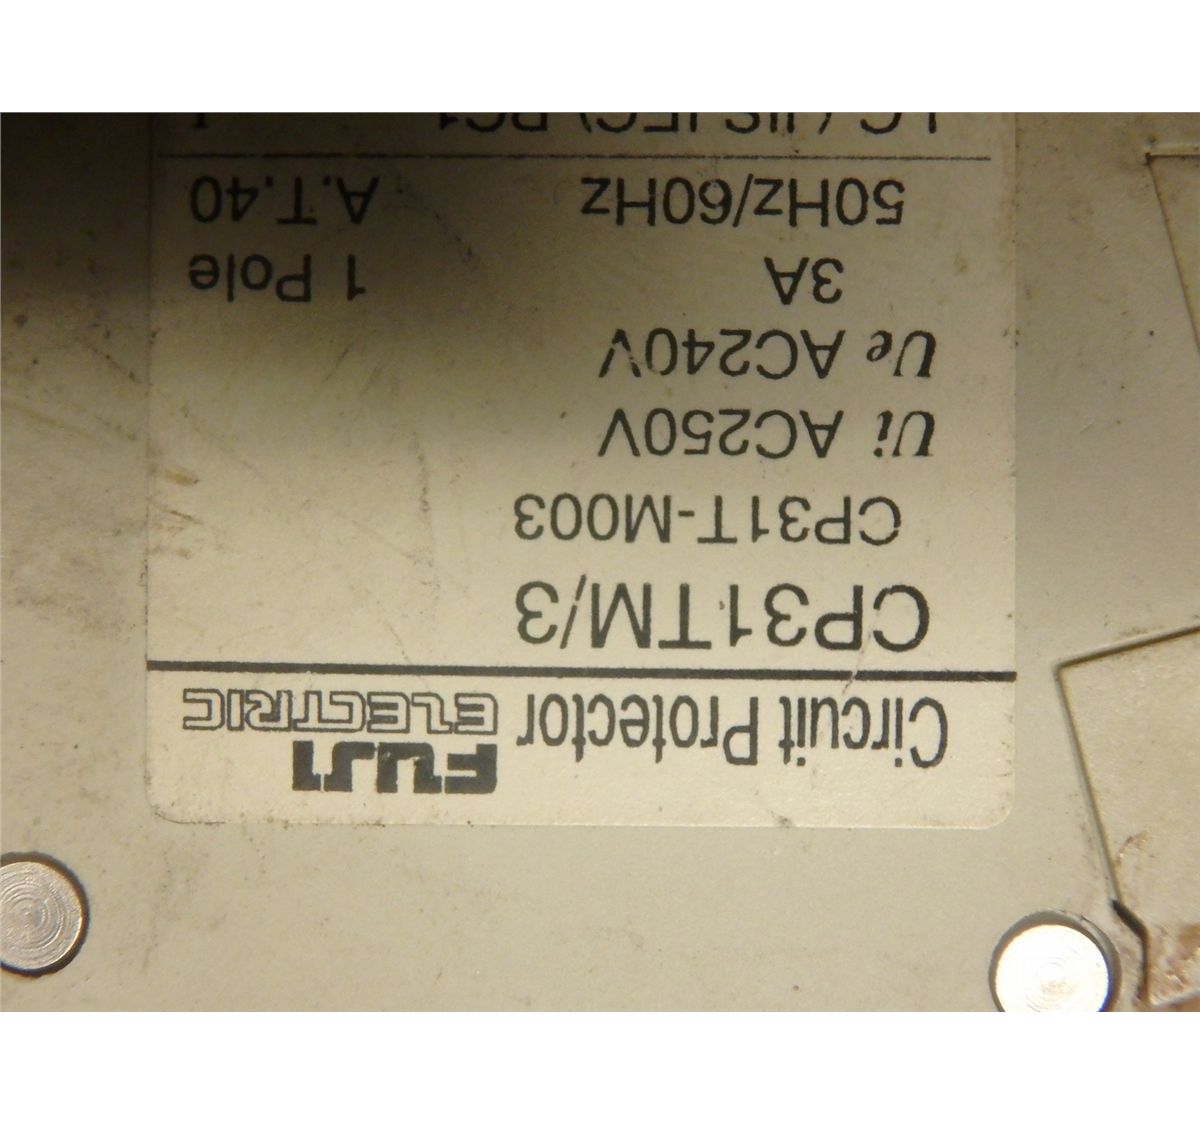 Circuit Protector FUJI ELECTRIC
CP31TM/3
CP31T-M003
Ui AC250V
Ue AC240V
3A 1 Pole
50Hz/60Hz A.T.40